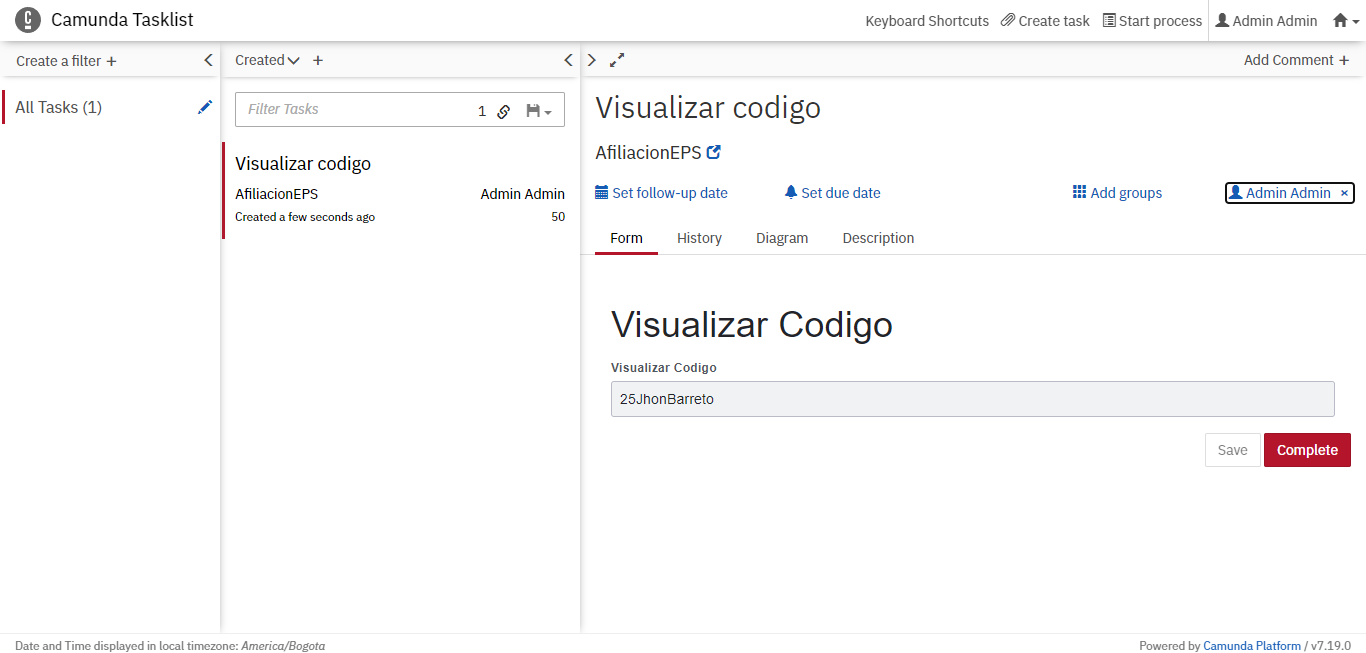 Camunda Tasklist
Keyboard Shortcuts Create task Start process Admin Admin
Create a filter +
Created +
Add Comment +
All Tasks (1)
Filter Tasks 1
Visualizar codigo
AfiliacionEPS Admin Admin
Created a few seconds ago 50
Visualizar codigo
AfiliacionEPS
Set follow-up date Set due date Add groups Admin Admin ×
Form History Diagram Description
Visualizar Codigo
Visualizar Codigo
25JhonBarreto
Save Complete
Date and Time displayed in local timezone: America/Bogota
Powered by Camunda Platform / v7.19.0